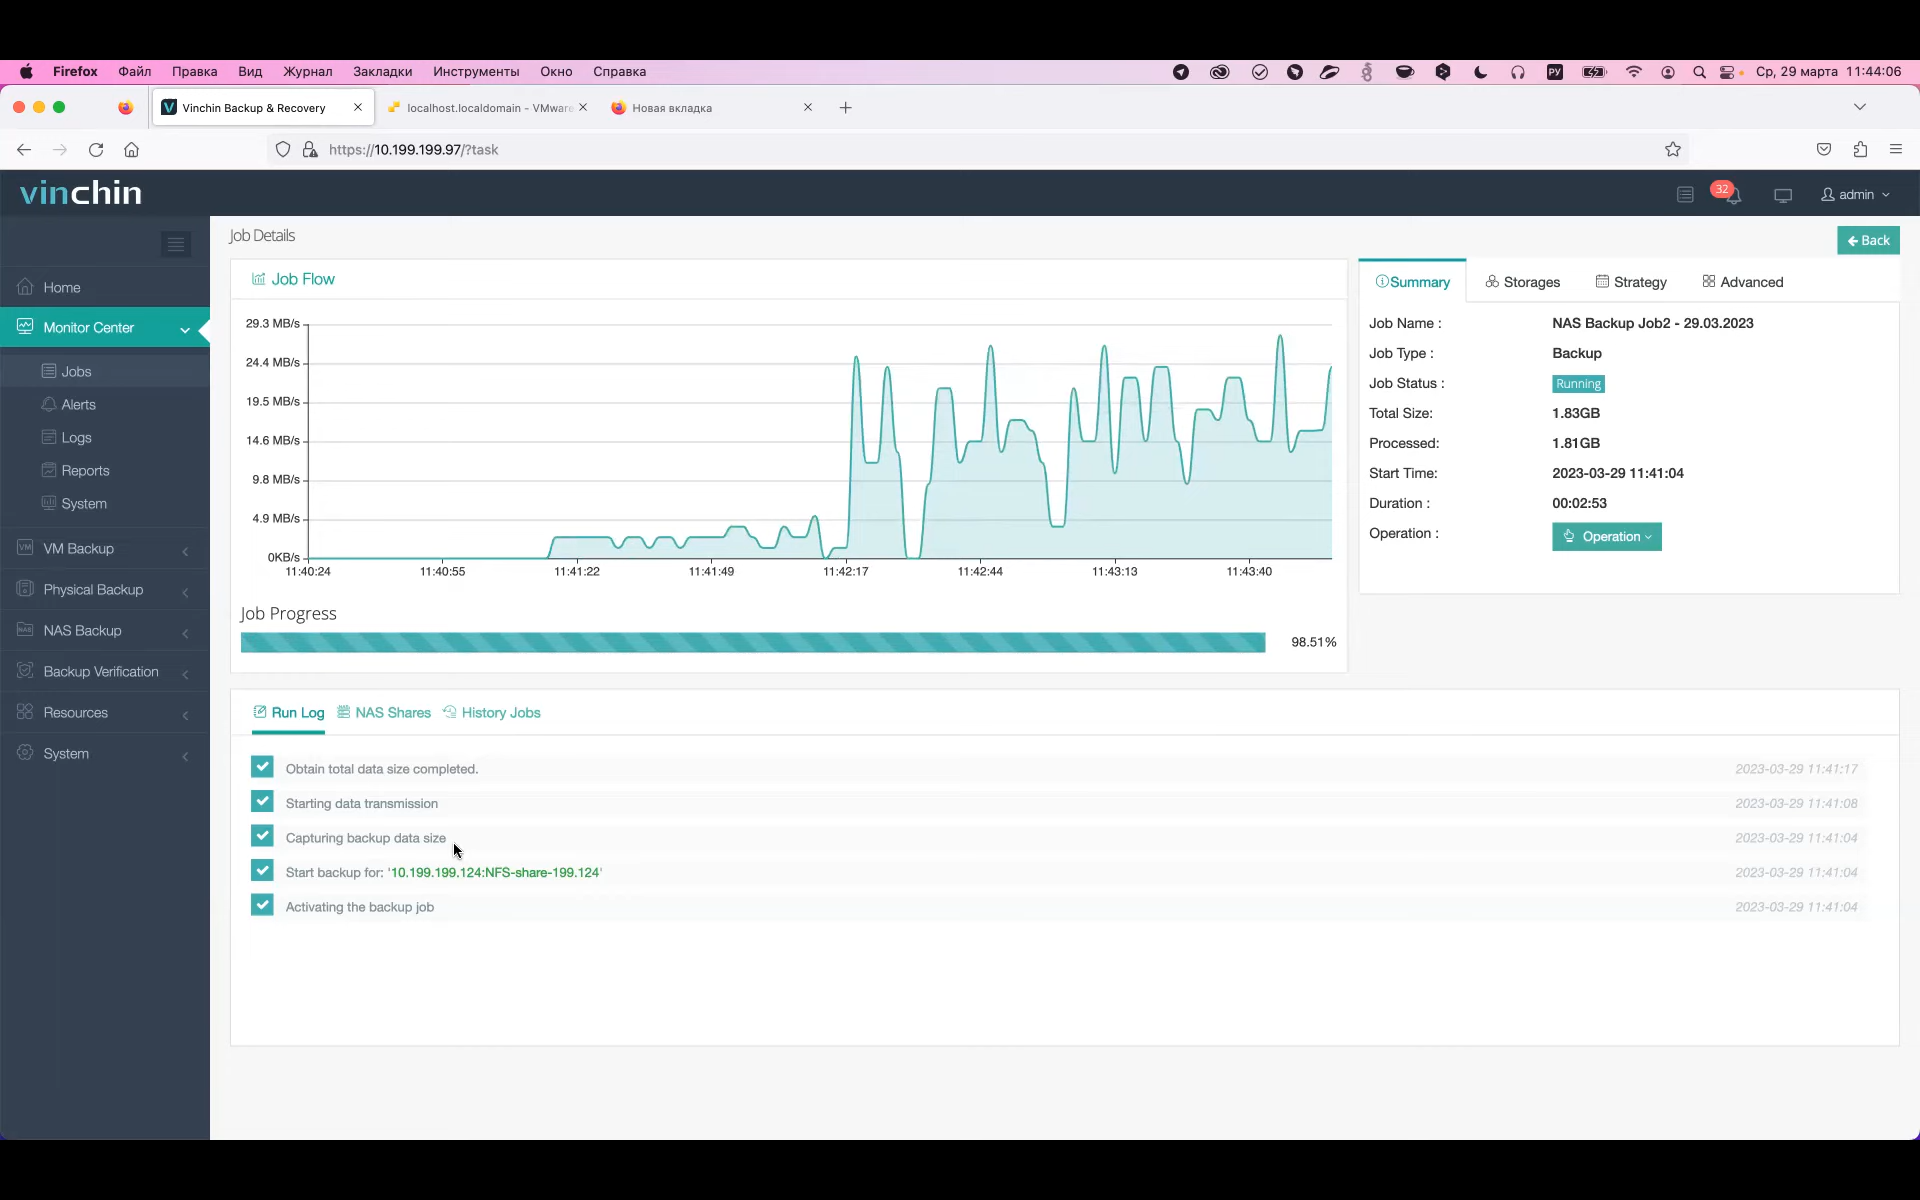 Firefox Файл Правка Вид Журнал Закладки Инструменты Окно Справка РУ Ср, 29 марта 11:44:06
Vinchin Backup & Recovery localhost.localdomain - VMware Новая вкладка
https://10.199.199.97/?task
vinchin 32 admin
Job Details
Back
Home
Monitor Center
Jobs
Alerts
Logs
Reports
System
VM Backup
Physical Backup
NAS Backup
Backup Verification
Resources
System
Job Flow
29.3 MB/s
24.4 MB/s
19.5 MB/s
14.6 MB/s
9.8 MB/s
4.9 MB/s
0KB/s
11:40:24 11:40:55 11:41:22 11:41:49 11:42:17 11:42:44 11:43:13 11:43:40
Job Progress
98.51%
Summary Storages Strategy Advanced
Job Name : NAS Backup Job2 - 29.03.2023
Job Type : Backup
Job Status : Running
Total Size: 1.83GB
Processed: 1.81GB
Start Time: 2023-03-29 11:41:04
Duration : 00:02:53
Operation : Operation
Run Log NAS Shares History Jobs
Obtain total data size completed. 2023-03-29 11:41:17
Starting data transmission 2023-03-29 11:41:08
Capturing backup data size 2023-03-29 11:41:04
Start backup for: '10.199.199.124:NFS-share-199.124' 2023-03-29 11:41:04
Activating the backup job 2023-03-29 11:41:04